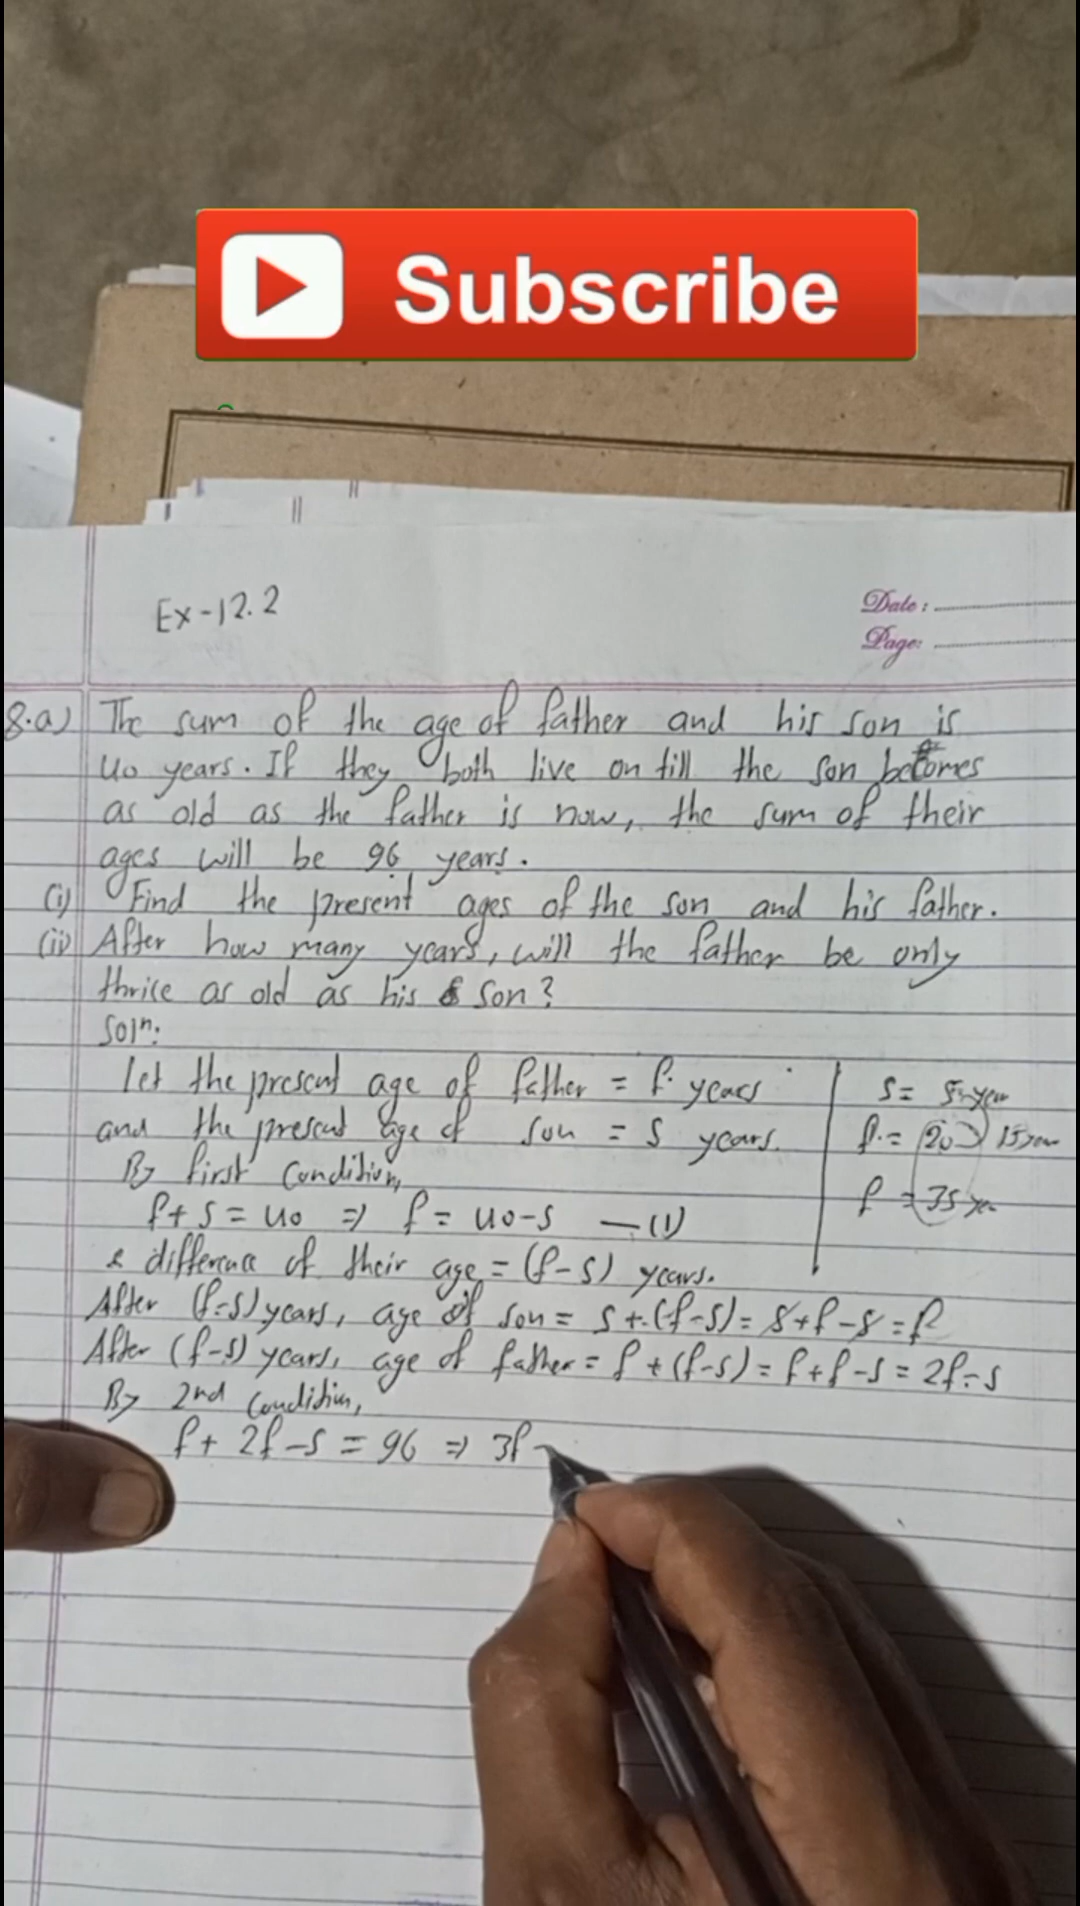 Subscribe
Ex-12.2
Date:
Page:
8.a) The sum of the age of father and his son is
40 years. If they both live on till the son becomes
as old as the father is now, the sum of their
ages will be 96 years.
(i) Find the present ages of the son and his father.
(ii) After how many years, will the father be only
thrice as old as his son?
Soln:
Let the present age of father = f years
and the present age of son = s years.
By first condition,
f + s = 40 ⇒ f = 40-s —(1)
& difference of their age = (f-s) years.
After (f-s) years, age of son = s+(f-s) = s+f-s = f
After (f-s) years, age of father = f+(f-s) = f+f-s = 2f-s
By 2nd condition,
f + 2f-s = 96 ⇒ 3f -
s = 5 year
f = 20 15 year
f = 35